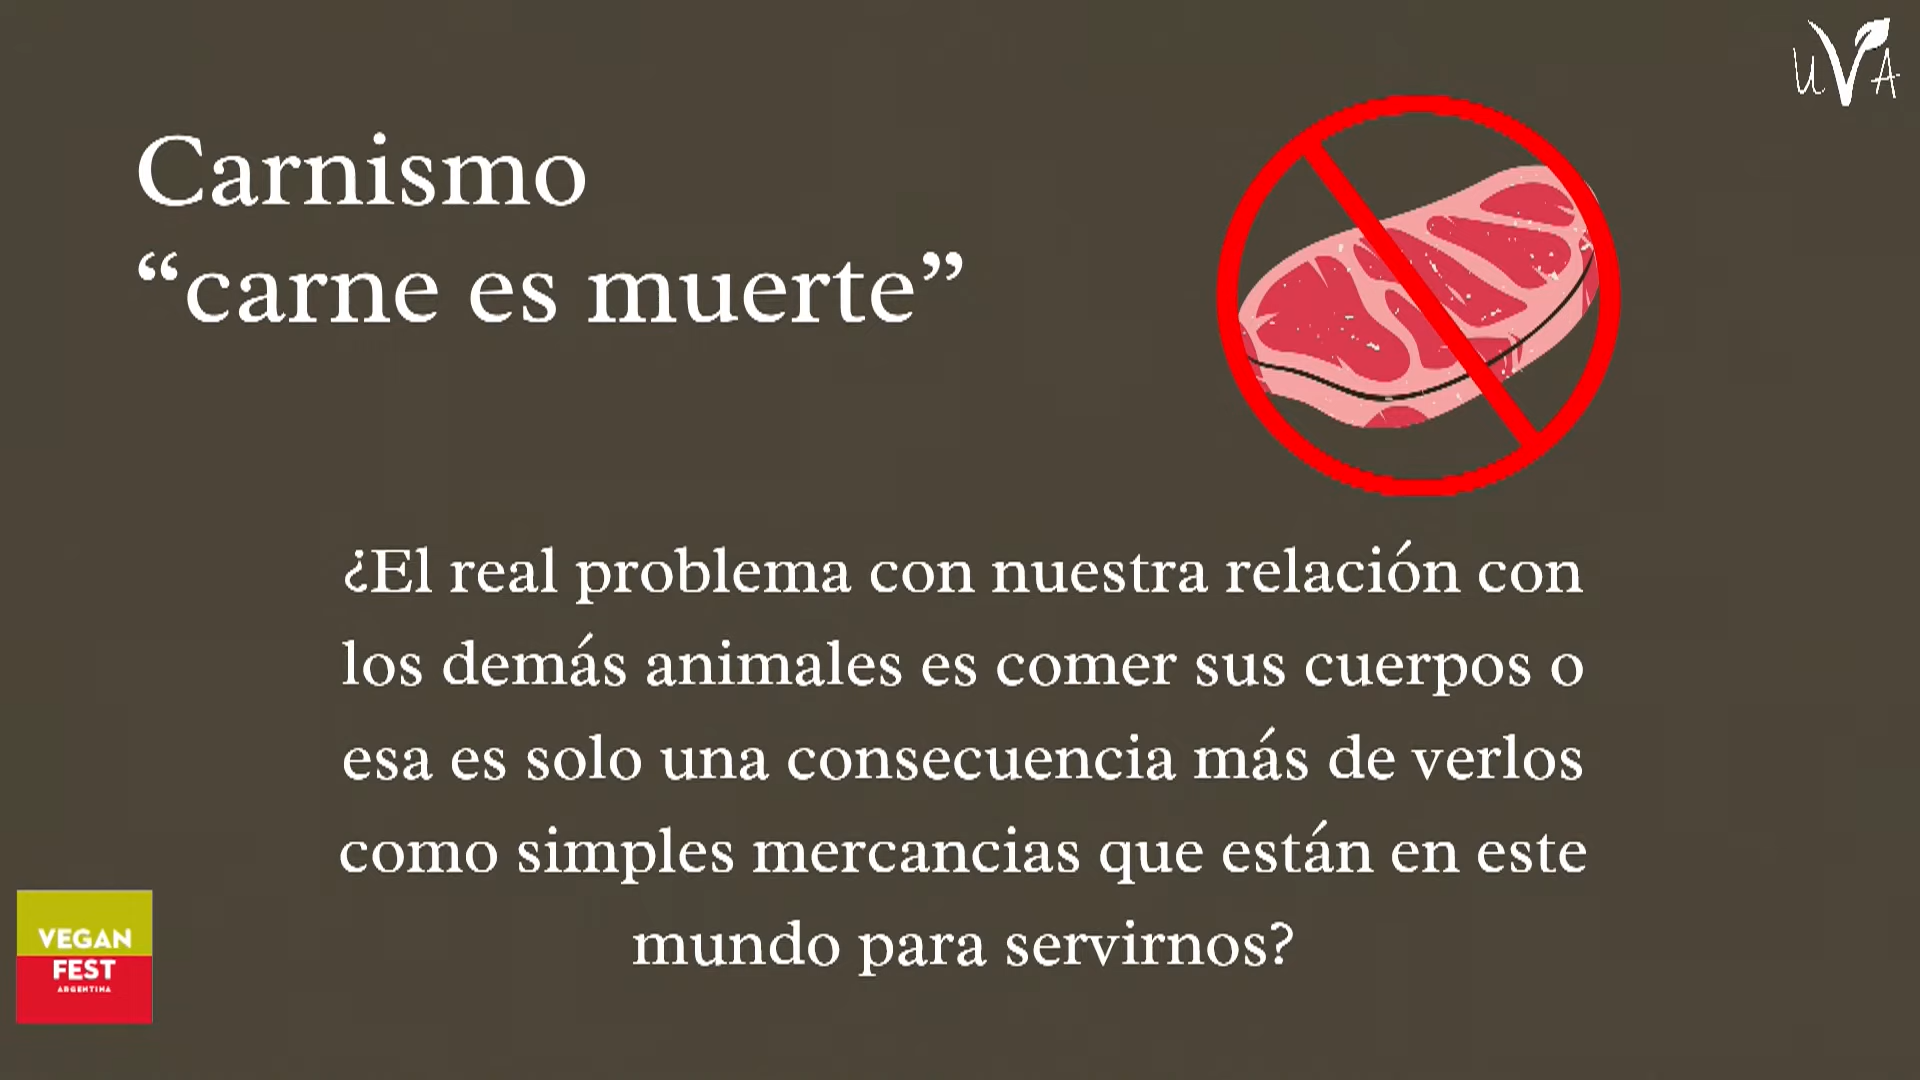 UVA
Carnismo
“carne es muerte”
¿El real problema con nuestra relación con
los demás animales es comer sus cuerpos o
esa es solo una consecuencia más de verlos
como simples mercancias que están en este
mundo para servirnos?
VEGAN
FEST
ARGENTINA